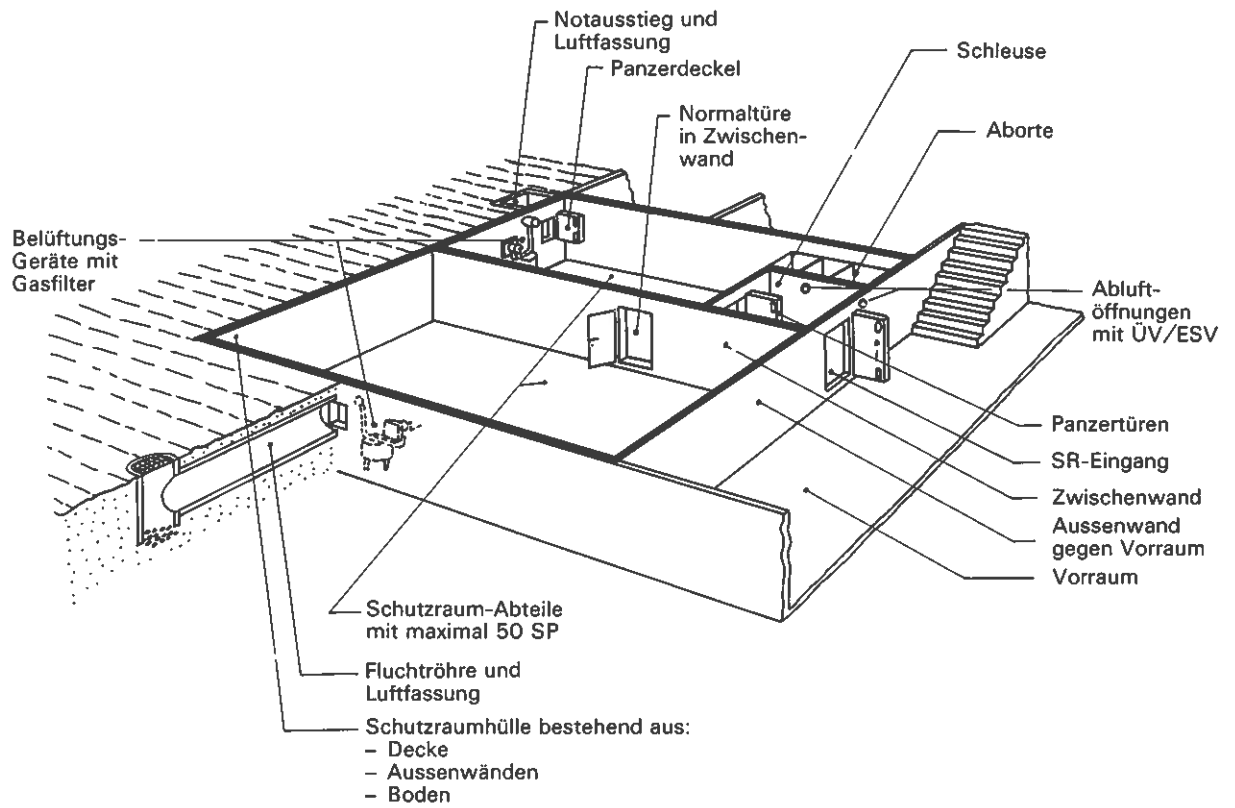 Notausstieg und
Luftfassung
Panzerdeckel
Schleuse
Normaltüre
in Zwischen-
wand
Aborte
Belüftungs-
Geräte mit
Gasfilter
Abluft-
öffnungen
mit ÜV/ESV
Panzertüren
SR-Eingang
Zwischenwand
Aussenwand
gegen Vorraum
Vorraum
Schutzraum-Abteile
mit maximal 50 SP
Fluchtröhre und
Luftfassung
Schutzraumhülle bestehend aus:
– Decke
– Aussenwänden
– Boden